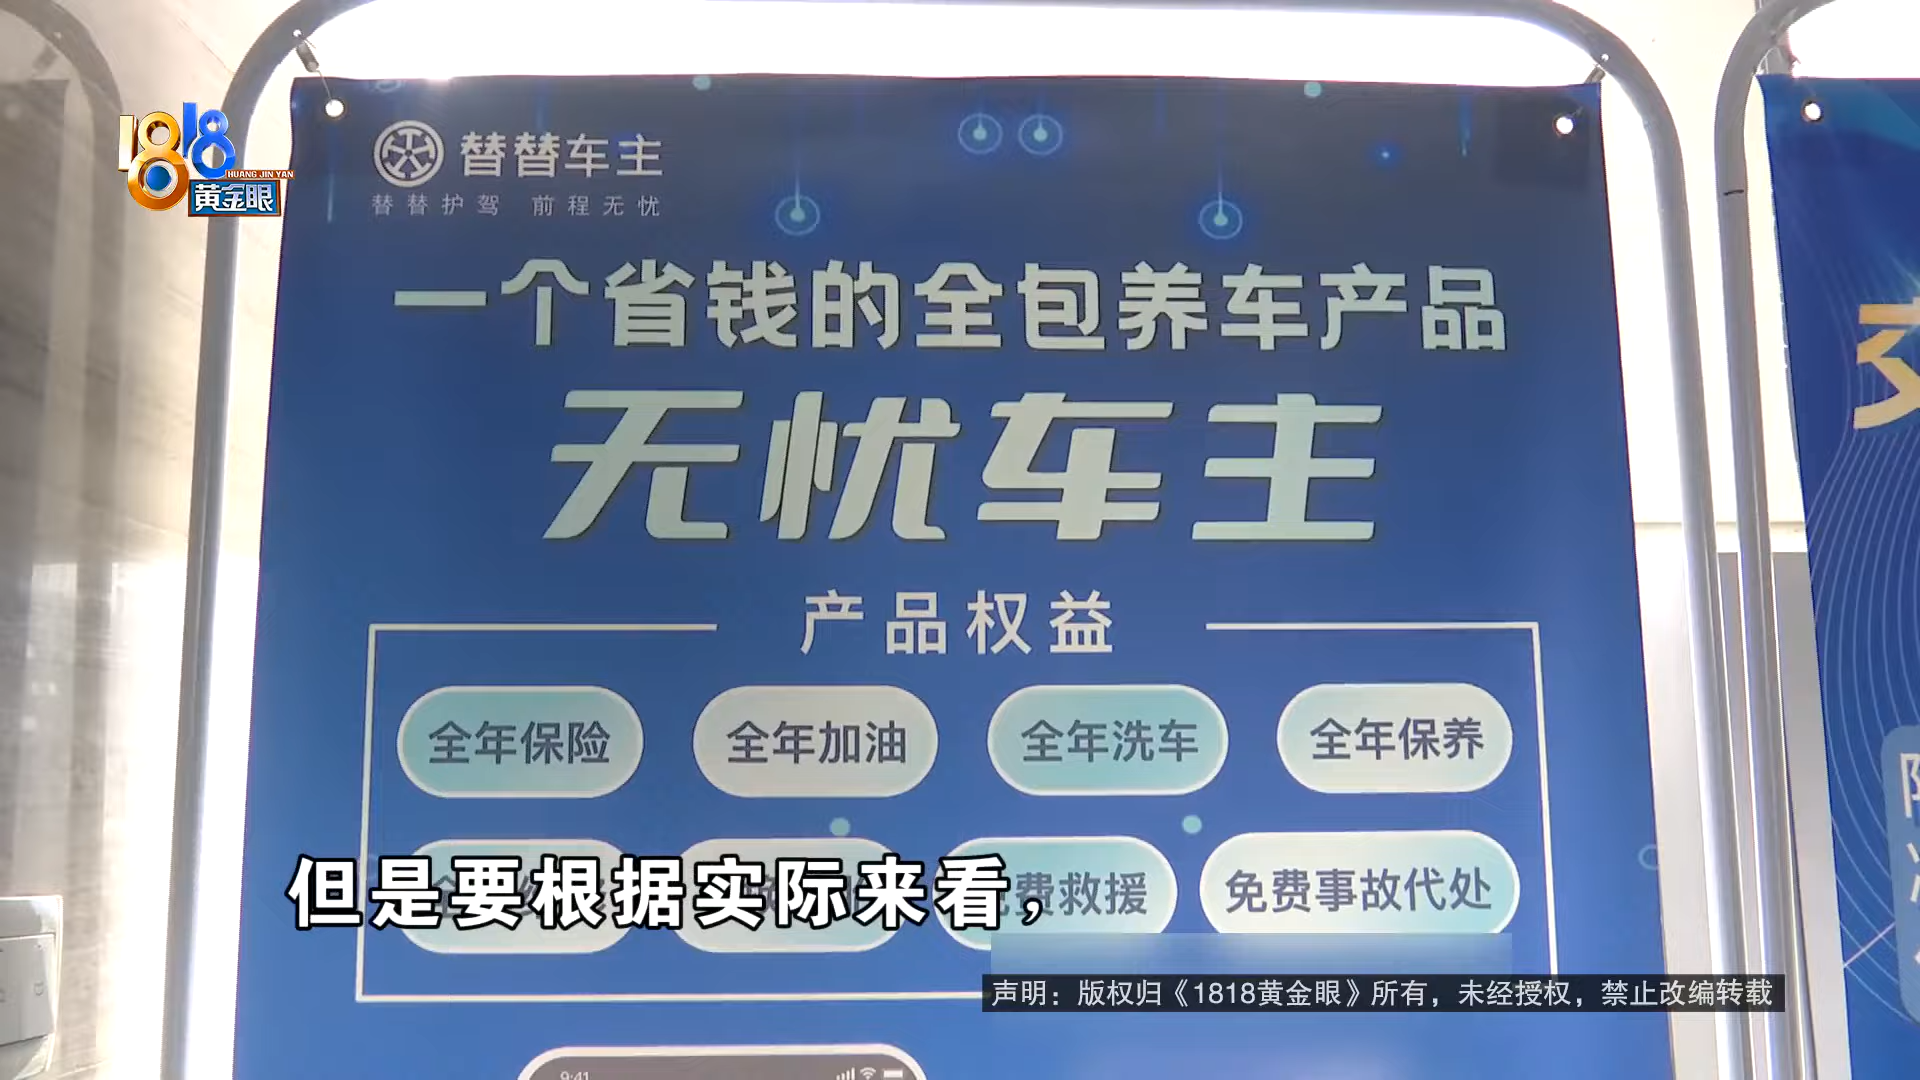 1818
HUANG JIN YAN
黄金眼
替替车主
替替护驾 前程无忧
一个省钱的全包养车产品
无忧车主
产品权益
全年保险 全年加油 全年洗车 全年保养
费救援 免费事故代处
但是要根据实际来看，
声明：版权归《1818黄金眼》所有，未经授权，禁止改编转载
9:41